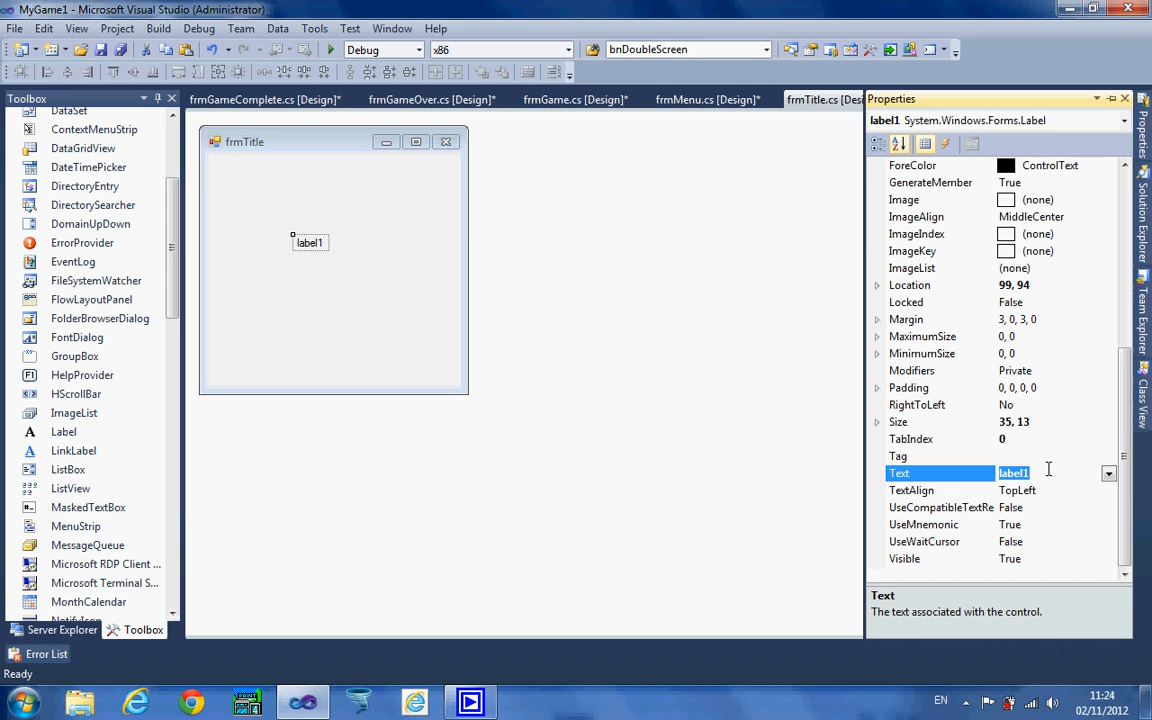 MyGame1 - Microsoft Visual Studio (Administrator)
File Edit View Project Build Debug Team Data Tools Test Window Help
Debug x86 bnDoubleScreen
Toolbox
DataSet
ContextMenuStrip
DataGridView
DateTimePicker
DirectoryEntry
DirectorySearcher
DomainUpDown
ErrorProvider
EventLog
FileSystemWatcher
FlowLayoutPanel
FolderBrowserDialog
FontDialog
GroupBox
HelpProvider
HScrollBar
ImageList
Label
LinkLabel
ListBox
ListView
MaskedTextBox
MenuStrip
MessageQueue
Microsoft RDP Client ...
Microsoft Terminal S...
MonthCalendar
Server Explorer Toolbox
frmGameComplete.cs [Design]* frmGameOver.cs [Design]* frmGame.cs [Design]* frmMenu.cs [Design]* frmTitle.cs [Desi
frmTitle
label1
Properties
label1 System.Windows.Forms.Label
ForeColor ControlText
GenerateMember True
Image (none)
ImageAlign MiddleCenter
ImageIndex (none)
ImageKey (none)
ImageList (none)
Location 99, 94
Locked False
Margin 3, 0, 3, 0
MaximumSize 0, 0
MinimumSize 0, 0
Modifiers Private
Padding 0, 0, 0, 0
RightToLeft No
Size 35, 13
TabIndex 0
Tag
Text label1
TextAlign TopLeft
UseCompatibleTextRe False
UseMnemonic True
UseWaitCursor False
Visible True
Text
The text associated with the control.
Properties
Solution Explorer
Team Explorer
Class View
Error List
Ready
EN
11:24
02/11/2012